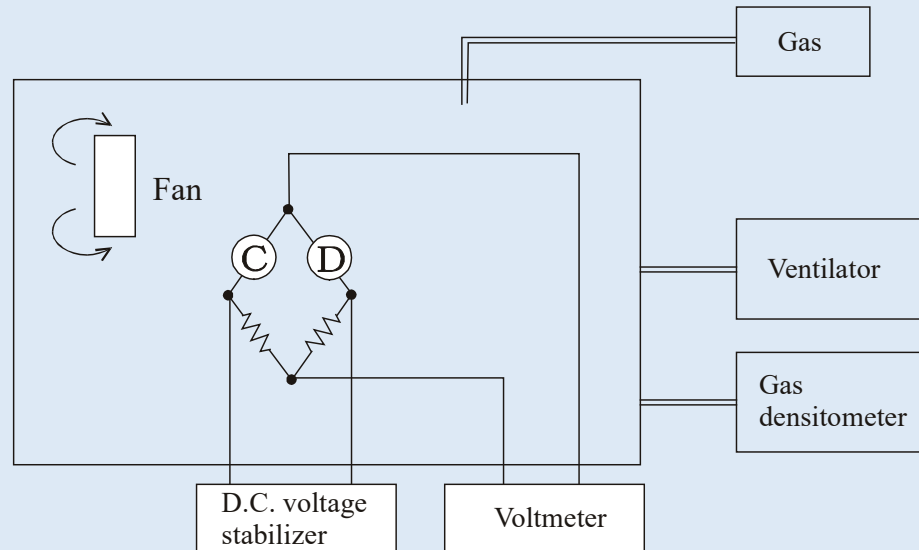 Gas
Fan
C
D
Ventilator
Gas
densitometer
D.C. voltage
stabilizer
Voltmeter